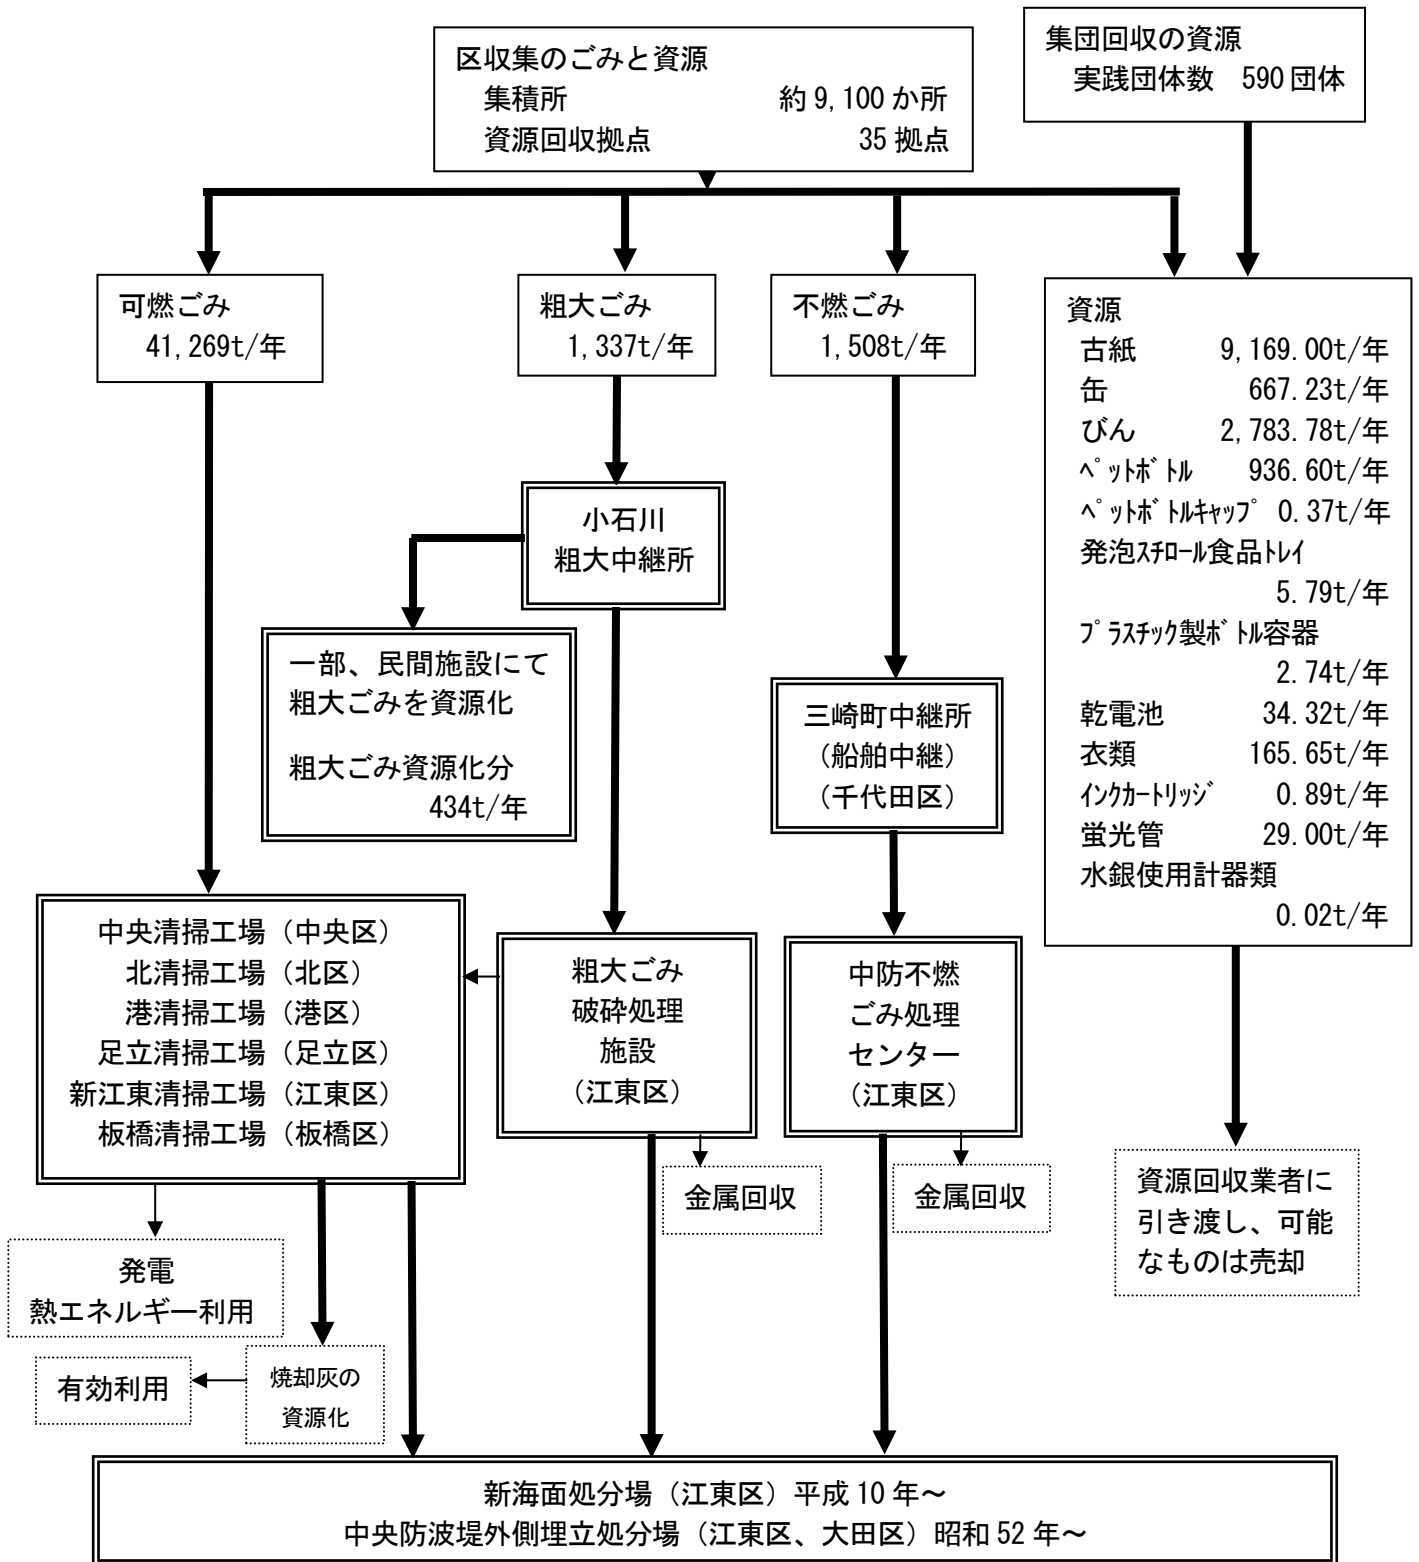 区収集のごみと資源
集積所 約9,100か所
資源回収拠点 35拠点
集団回収の資源
実践団体数 590団体
可燃ごみ
41,269t/年
粗大ごみ
1,337t/年
不燃ごみ
1,508t/年
資源
古紙 9,169.00t/年
缶 667.23t/年
びん 2,783.78t/年
ﾍﾟｯﾄﾎﾞﾄﾙ 936.60t/年
ﾍﾟｯﾄﾎﾞﾄﾙｷｬｯﾌﾟ 0.37t/年
発泡ｽﾁﾛｰﾙ食品ﾄﾚｲ
5.79t/年
ﾌﾟﾗｽﾁｯｸ製ﾎﾞﾄﾙ容器
2.74t/年
乾電池 34.32t/年
衣類 165.65t/年
ｲﾝｸｶｰﾄﾘｯｼﾞ 0.89t/年
蛍光管 29.00t/年
水銀使用計器類
0.02t/年
小石川
粗大中継所
一部、民間施設にて
粗大ごみを資源化
粗大ごみ資源化分
434t/年
三崎町中継所
(船舶中継)
(千代田区)
中央清掃工場（中央区）
北清掃工場（北区）
港清掃工場（港区）
足立清掃工場（足立区）
新江東清掃工場（江東区）
板橋清掃工場（板橋区）
粗大ごみ
破砕処理
施設
（江東区）
中防不燃
ごみ処理
センター
（江東区）
金属回収
金属回収
資源回収業者に
引き渡し、可能
なものは売却
発電
熱エネルギー利用
有効利用
焼却灰の
資源化
新海面処分場（江東区）平成10年～
中央防波堤外側埋立処分場（江東区、大田区）昭和52年～